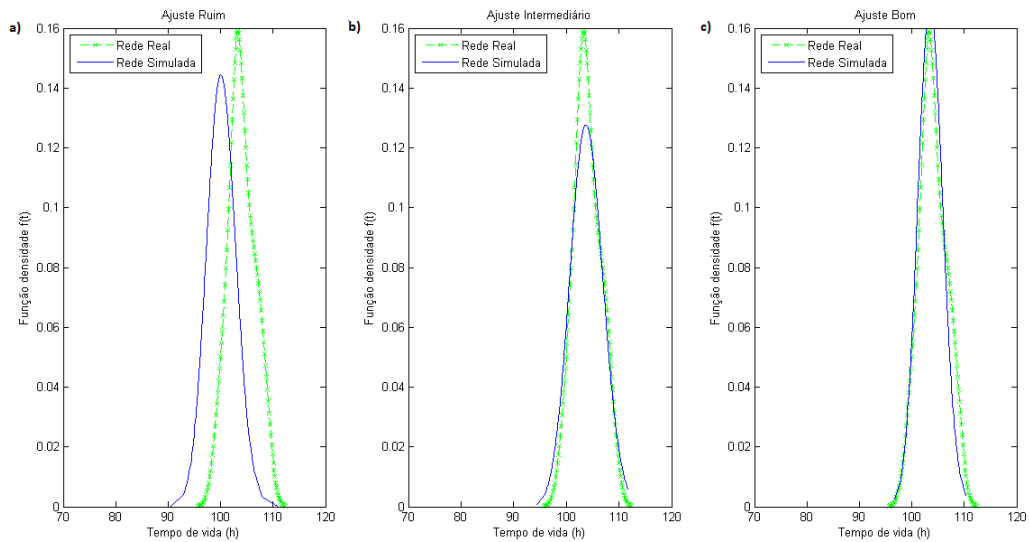 a)
Ajuste Ruim
Rede Real
Rede Simulada
Função densidade f(t)
0.16
0.14
0.12
0.1
0.08
0.06
0.04
0.02
0
70 80 90 100 110 120
Tempo de vida (h)
b)
Ajuste Intermediário
Rede Real
Rede Simulada
Função densidade f(t)
0.16
0.14
0.12
0.1
0.08
0.06
0.04
0.02
0
70 80 90 100 110 120
Tempo de vida (h)
c)
Ajuste Bom
Rede Real
Rede Simulada
Função densidade f(t)
0.16
0.14
0.12
0.1
0.08
0.06
0.04
0.02
0
70 80 90 100 110 120
Tempo de vida (h)